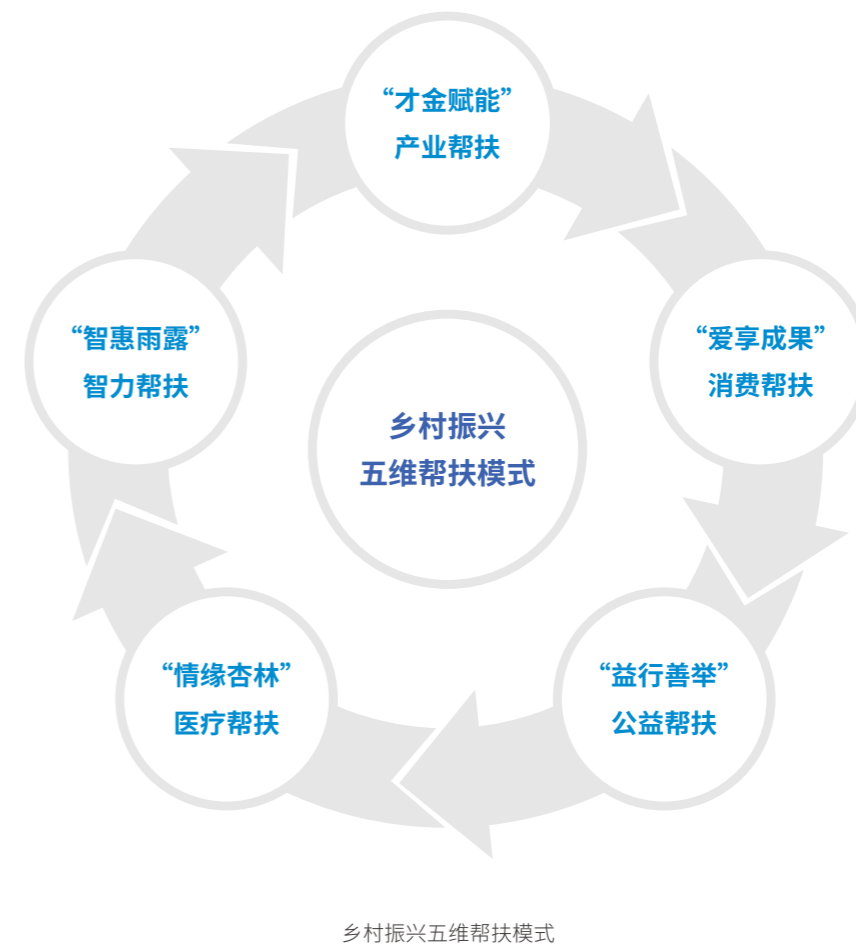 “才金赋能”
产业帮扶
“爱享成果”
消费帮扶
“益行善举”
公益帮扶
“情缘杏林”
医疗帮扶
“智惠雨露”
智力帮扶
乡村振兴
五维帮扶模式
乡村振兴五维帮扶模式